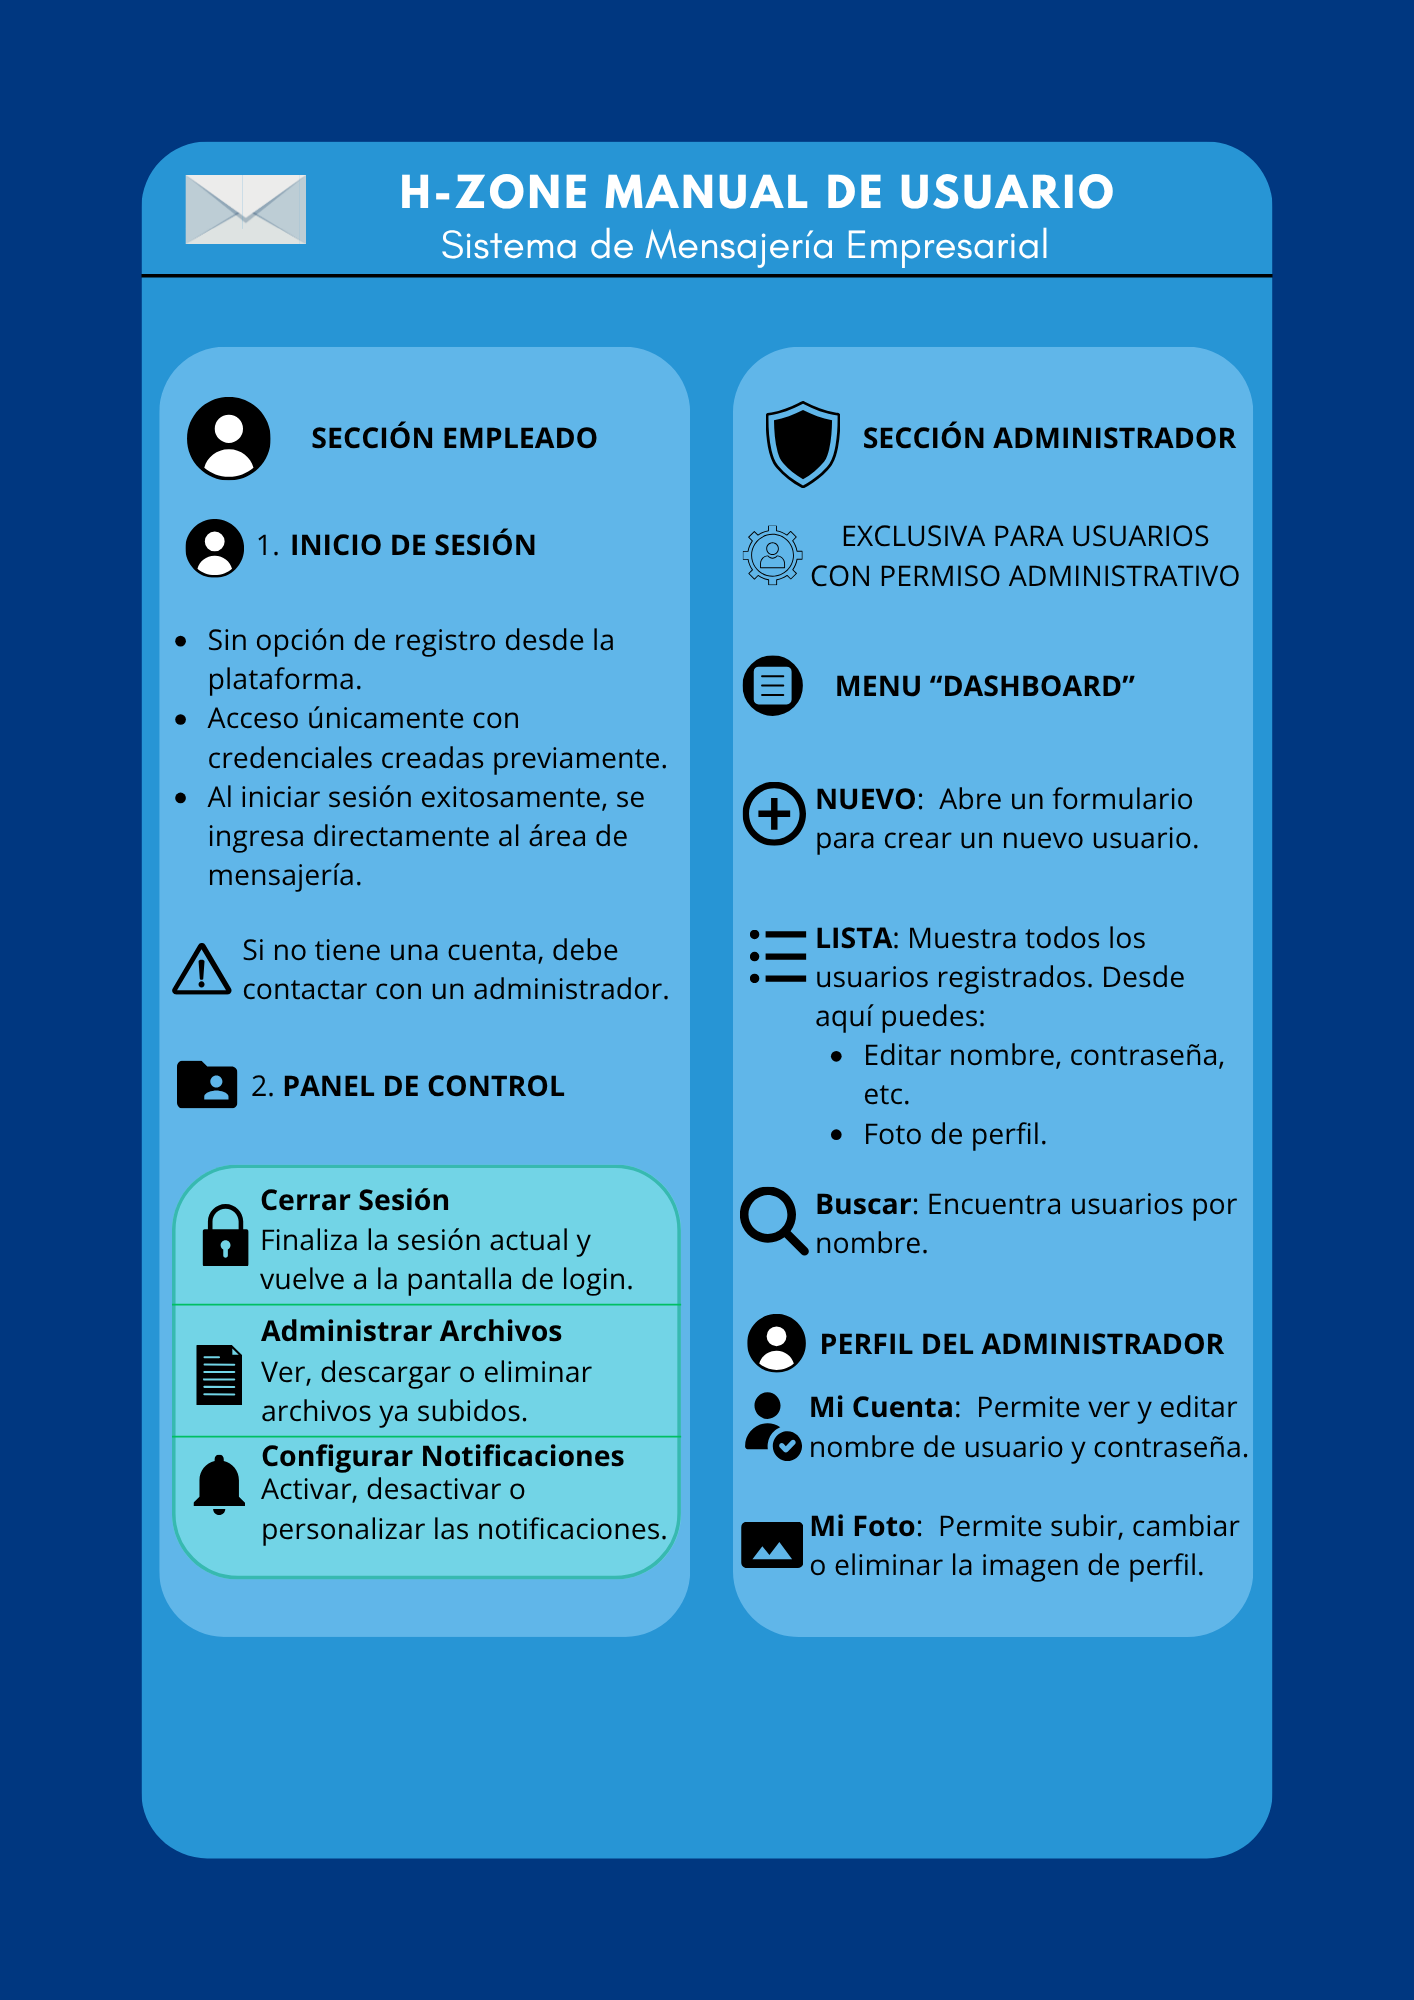 H-ZONE MANUAL DE USUARIO
Sistema de Mensajería Empresarial
SECCIÓN EMPLEADO
1. INICIO DE SESIÓN
• Sin opción de registro desde la
plataforma.
• Acceso únicamente con
credenciales creadas previamente.
• Al iniciar sesión exitosamente, se
ingresa directamente al área de
mensajería.
Si no tiene una cuenta, debe
contactar con un administrador.
2. PANEL DE CONTROL
Cerrar Sesión
Finaliza la sesión actual y
vuelve a la pantalla de login.
Administrar Archivos
Ver, descargar o eliminar
archivos ya subidos.
Configurar Notificaciones
Activar, desactivar o
personalizar las notificaciones.
SECCIÓN ADMINISTRADOR
EXCLUSIVA PARA USUARIOS
CON PERMISO ADMINISTRATIVO
MENU “DASHBOARD”
NUEVO: Abre un formulario
para crear un nuevo usuario.
LISTA: Muestra todos los
usuarios registrados. Desde
aquí puedes:
• Editar nombre, contraseña,
etc.
• Foto de perfil.
Buscar: Encuentra usuarios por
nombre.
PERFIL DEL ADMINISTRADOR
Mi Cuenta: Permite ver y editar
nombre de usuario y contraseña.
Mi Foto: Permite subir, cambiar
o eliminar la imagen de perfil.